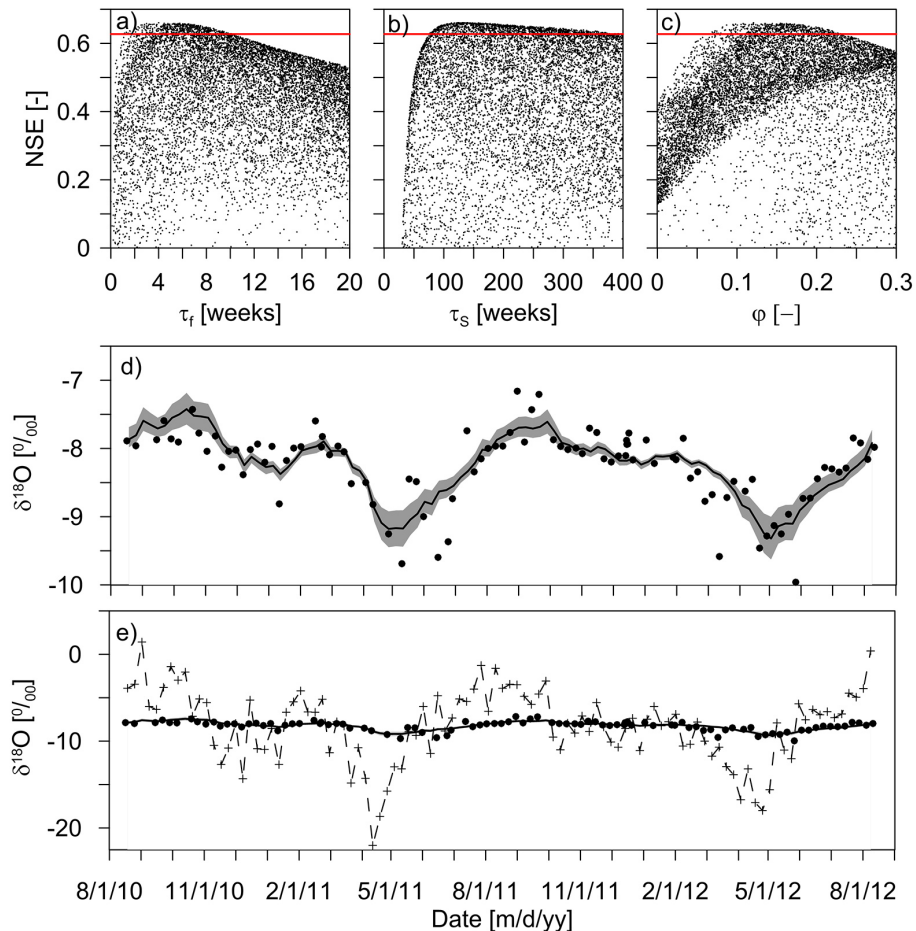 a) b) c)
0.6
0.4
0.2
0
NSE [-]
0 4 8 12 16 20 0 100 200 300 400 0 0.1 0.2 0.3
τf [weeks] τS [weeks] φ [–]
d)
-7
-8
-9
-10
δ18O [0/00]
e)
0
-10
-20
δ18O [0/00]
8/1/10 11/1/10 2/1/11 5/1/11 8/1/11 11/1/11 2/1/12 5/1/12 8/1/12
Date [m/d/yy]